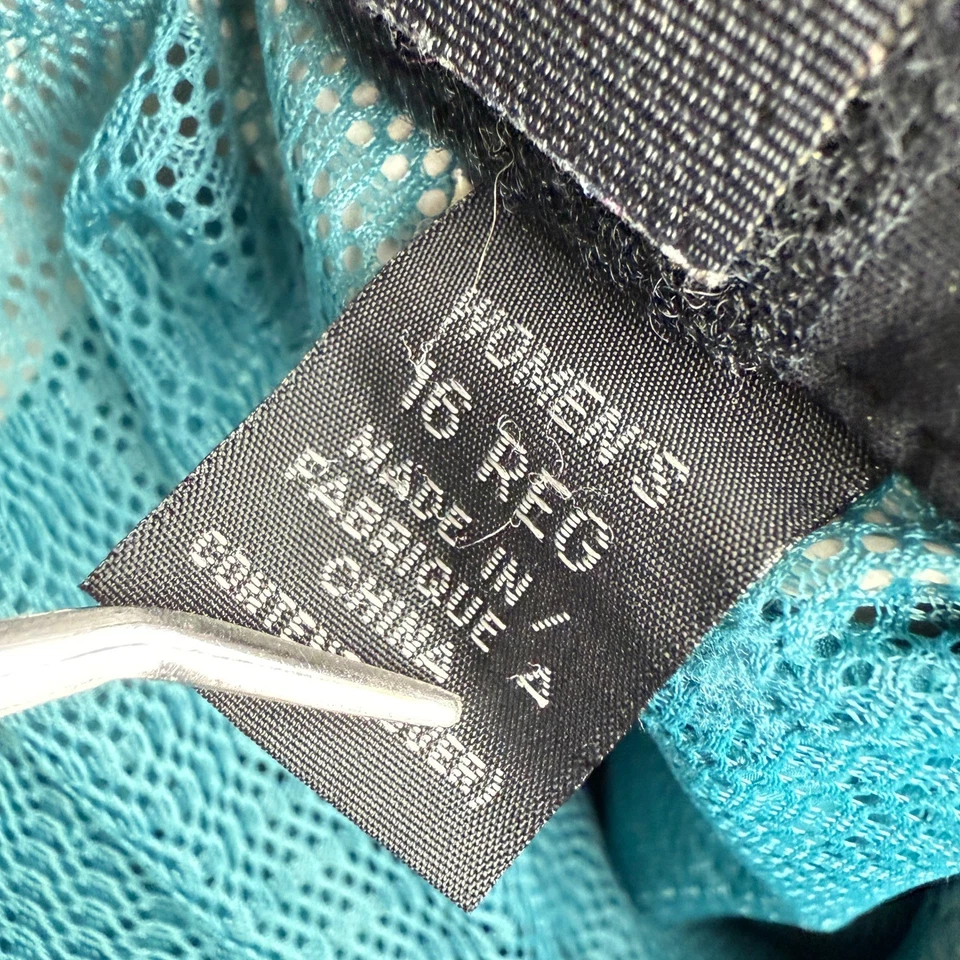 WOMEN'S
16 REG
MADE IN /
FABRIQUE A
CHINA